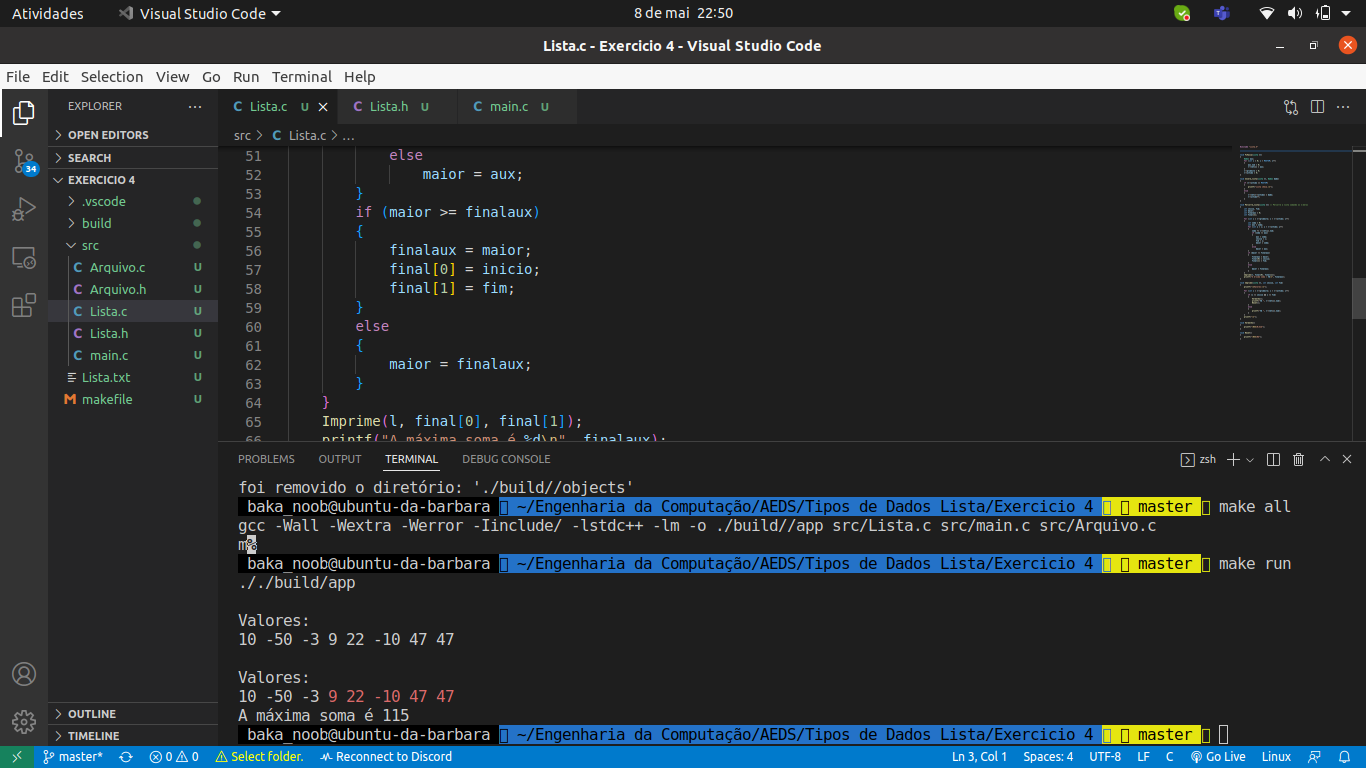 Atividades Visual Studio Code 8 de mai 22:50
Lista.c - Exercicio 4 - Visual Studio Code
File Edit Selection View Go Run Terminal Help
EXPLORER ...
OPEN EDITORS
SEARCH
EXERCICIO 4
.vscode
build
src
C Arquivo.c U
C Arquivo.h U
C Lista.c U
C Lista.h U
C main.c U
Lista.txt U
makefile U
OUTLINE
TIMELINE
34
C Lista.c U C Lista.h U C main.c U
src > C Lista.c > ...
51 else
52 maior = aux;
53 }
54 if (maior >= finalaux)
55 {
56 finalaux = maior;
57 final[0] = inicio;
58 final[1] = fim;
59 }
60 else
61 {
62 maior = finalaux;
63 }
64 }
65 Imprime(l, final[0], final[1]);
66 printf("A máxima soma é %d\n", finalaux);
PROBLEMS OUTPUT TERMINAL DEBUG CONSOLE zsh
foi removido o diretório: './build//objects'
baka_noob@ubuntu-da-barbara ~/Engenharia da Computação/AEDS/Tipos de Dados Lista/Exercicio 4 master make all
gcc -Wall -Wextra -Werror -Iinclude/ -lstdc++ -lm -o ./build//app src/Lista.c src/main.c src/Arquivo.c
baka_noob@ubuntu-da-barbara ~/Engenharia da Computação/AEDS/Tipos de Dados Lista/Exercicio 4 master make run
././build/app
Valores:
10 -50 -3 9 22 -10 47 47
Valores:
10 -50 -3 9 22 -10 47 47
A máxima soma é 115
baka_noob@ubuntu-da-barbara ~/Engenharia da Computação/AEDS/Tipos de Dados Lista/Exercicio 4 master
master* 0 0 Select folder. Reconnect to Discord Ln 3, Col 1 Spaces: 4 UTF-8 LF C Go Live Linux